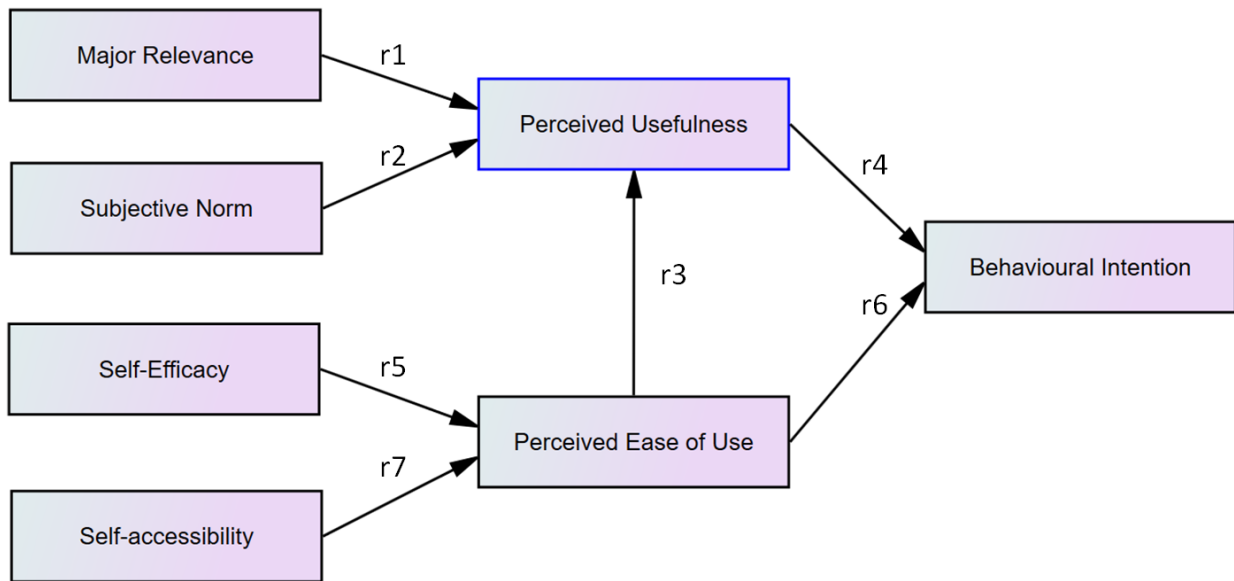 Major Relevance
r1
Perceived Usefulness
r2
Subjective Norm
r4
r3
Behavioural Intention
r6
Self-Efficacy
r5
Perceived Ease of Use
r7
Self-accessibility